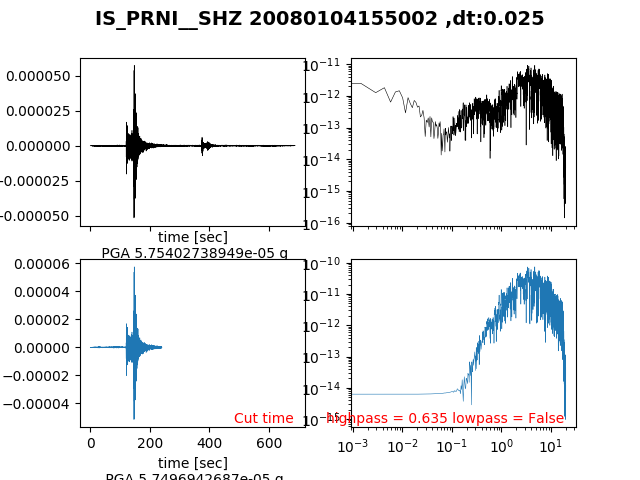 IS_PRNI__SHZ 20080104155002 ,dt:0.025
0.000050
0.000025
0.000000
−0.000025
−0.000050
time [sec]
PGA 5.75402738949e-05 g
10−11
10−12
10−13
10−14
10−15
10−16
0.00006
0.00004
0.00002
0.00000
−0.00002
−0.00004
Cut time
0 200 400 600
time [sec]
PGA 5.7496942687e-05 g
10−10
10−11
10−12
10−13
10−14
10−15
highpass = 0.635 lowpass = False
10−3 10−2 10−1 100 101